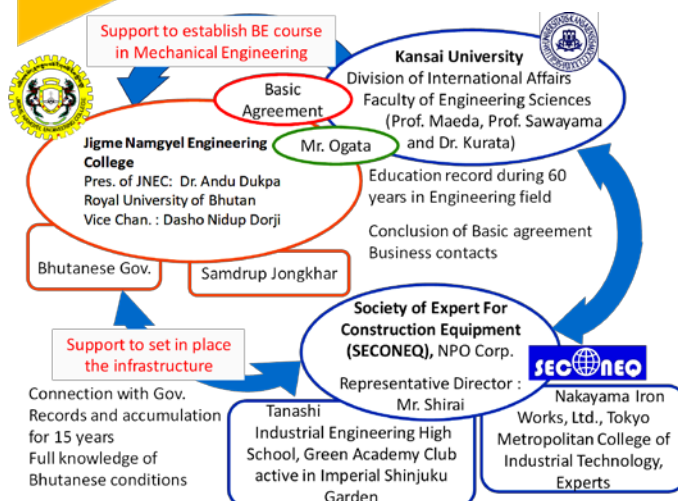 Support to establish BE course
in Mechanical Engineering
Kansai University
Division of International Affairs
Faculty of Engineering Sciences
(Prof. Maeda, Prof. Sawayama
and Dr. Kurata)
Basic
Agreement
Mr. Ogata
Jigme Namgyel Engineering
College
Pres. of JNEC: Dr. Andu Dukpa
Royal University of Bhutan
Vice Chan. : Dasho Nidup Dorji
Education record during 60
years in Engineering field
Conclusion of Basic agreement
Business contacts
Bhutanese Gov.
Samdrup Jongkhar
Society of Expert For
Construction Equipment
(SECONEQ), NPO Corp.
Representative Director :
Mr. Shirai
Support to set in place
the infrastructure
SECONEQ
Connection with Gov.
Records and accumulation
for 15 years
Full knowledge of
Bhutanese conditions
Tanashi
Industrial Engineering High
School, Green Academy Club
active in Imperial Shinjuku
Garden
Nakayama Iron
Works, Ltd., Tokyo
Metropolitan College of
Industrial Technology,
Experts